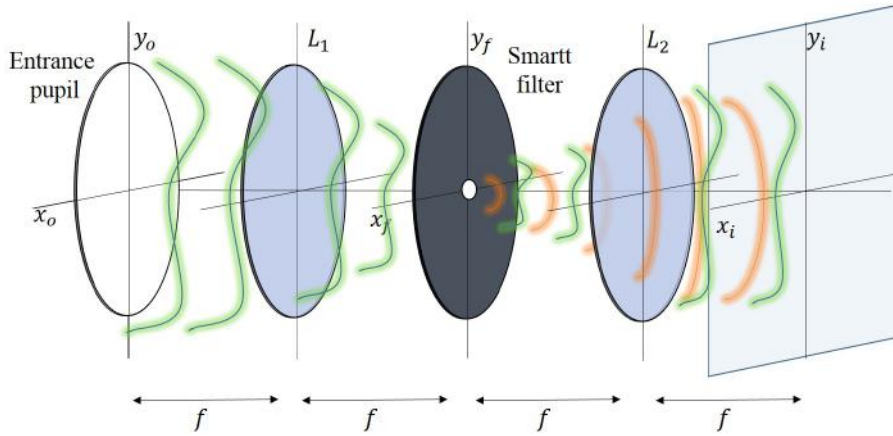 Entrance
pupil
y_o
L_1
y_f
Smartt
filter
L_2
y_i
x_o
x_f
x_i
f
f
f
f